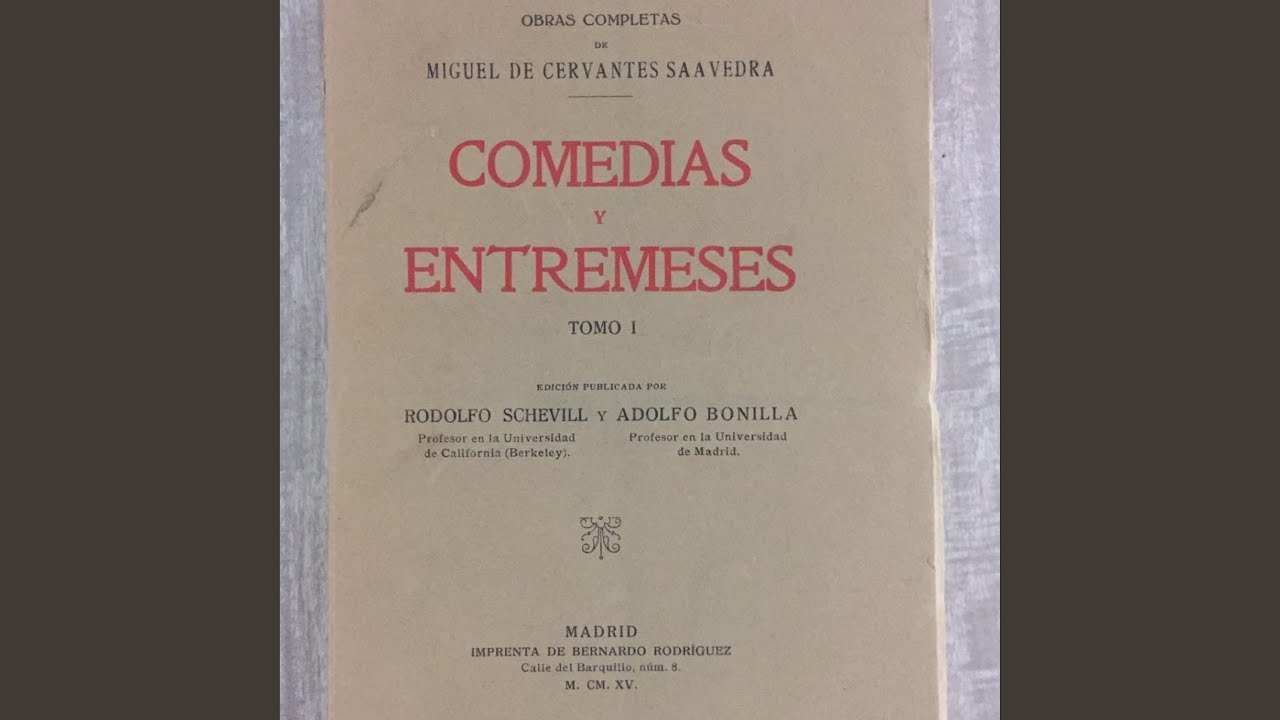 OBRAS COMPLETAS
DE
MIGUEL DE CERVANTES SAAVEDRA
COMEDIAS
Y
ENTREMESES
TOMO I
EDICIÓN PUBLICADA POR
RODOLFO SCHEVILL Y ADOLFO BONILLA
Profesor en la Universidad
de California (Berkeley).
Profesor en la Universidad
de Madrid.
MADRID
IMPRENTA DE BERNARDO RODRÍGUEZ
Calle del Barquillo, núm. 8.
M. CM. XV.